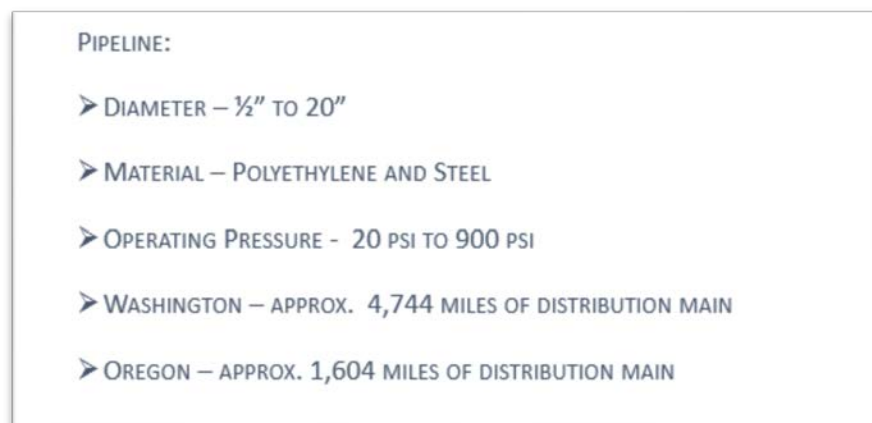 PIPELINE:
➤ DIAMETER – ½” TO 20”
➤ MATERIAL – POLYETHYLENE AND STEEL
➤ OPERATING PRESSURE - 20 PSI TO 900 PSI
➤ WASHINGTON – APPROX. 4,744 MILES OF DISTRIBUTION MAIN
➤ OREGON – APPROX. 1,604 MILES OF DISTRIBUTION MAIN